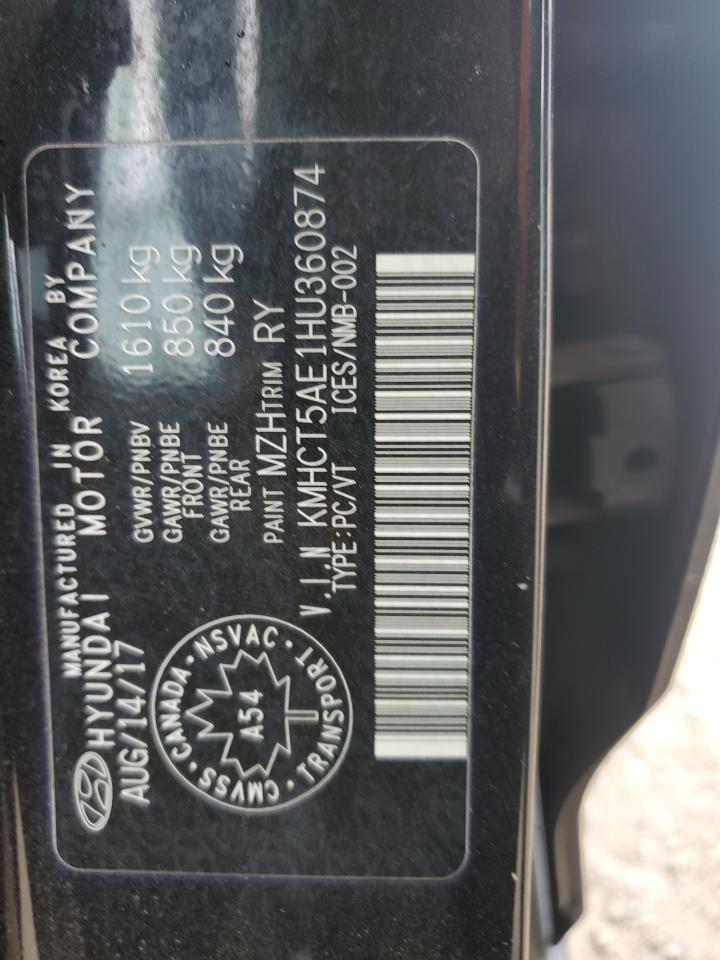 MANUFACTURED IN KOREA BY
HYUNDAI MOTOR COMPANY
AUG/14/17
GVWR/PNBV 1610 kg
GAWR/PNBE FRONT 850 kg
GAWR/PNBE REAR 840 kg
PAINT MZH TRIM RY
V.I.N KMHCT5AE1HU360874
TYPE:PC/VT ICES/NMB-002
CANADA · NSVAC · TRANSPORT · CMVSS ·
A54